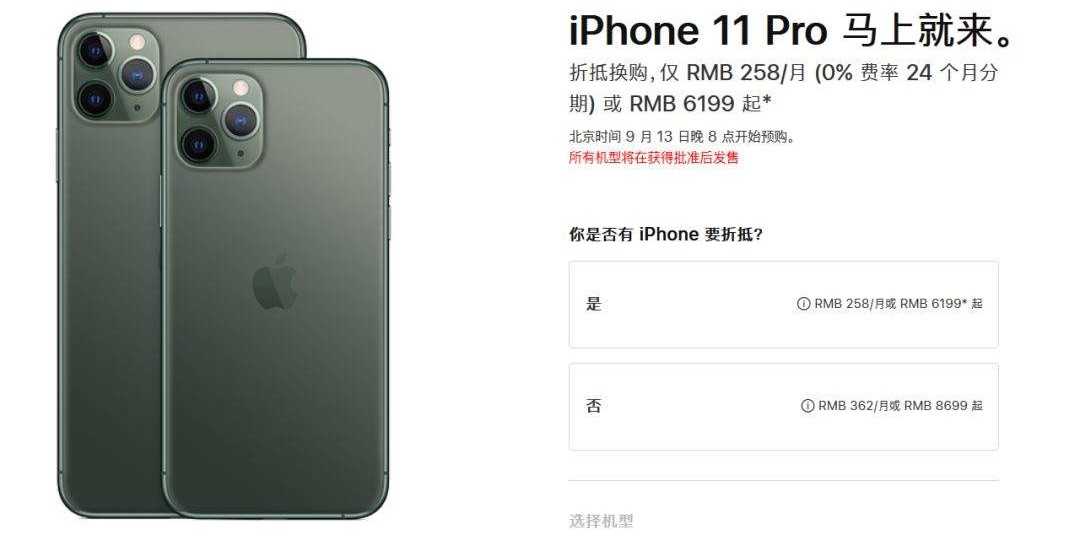 iPhone 11 Pro 马上就来。
折抵换购, 仅 RMB 258/月 (0% 费率 24 个月分
期) 或 RMB 6199 起*
北京时间 9 月 13 日晚 8 点开始预购。
所有机型将在获得批准后发售
你是否有 iPhone 要折抵?
是 RMB 258/月或 RMB 6199* 起
否 RMB 362/月或 RMB 8699 起
选择机型